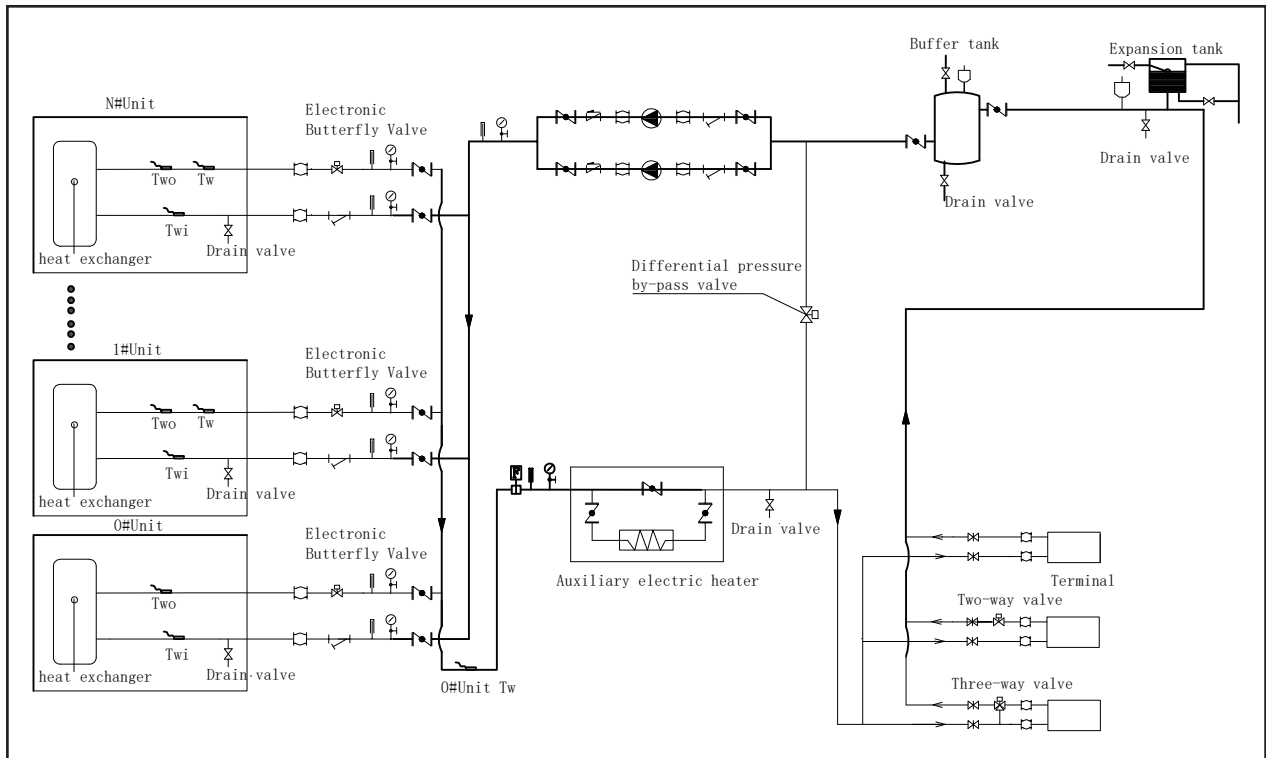 Buffer tank
Expansion tank
N#Unit
Electronic
Butterfly Valve
Drain valve
Two
Tw
Drain valve
Twi
Drain valve
heat exchanger
Differential pressure
by-pass valve
1#Unit
Electronic
Butterfly Valve
Two
Tw
Twi
Drain valve
heat exchanger
0#Unit
Electronic
Butterfly Valve
Drain valve
Auxiliary electric heater
Terminal
Two
Two-way valve
Twi
Drain valve
heat exchanger
0#Unit Tw
Three-way valve